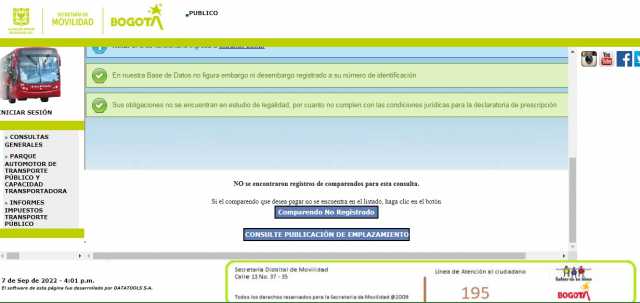 SECRETARÍA DE
MOVILIDAD
BOGOTÁ
PUBLICO
En nuestra Base de Datos no figura embargo ni desembargo registrado a su número de identificación
Sus obligaciones no se encuentran en estudio de legalidad, por cuanto no cumplen con las condiciones jurídicas para la declaratoria de prescripción
INICIAR SESIÓN
» CONSULTAS
GENERALES
» PARQUE
AUTOMOTOR DE
TRANSPORTE
PÚBLICO Y
CAPACIDAD
TRANSPORTADORA
» INFORMES
IMPUESTOS
TRANSPORTE
PÚBLICO
NO se encontraron registros de comparendos para esta consulta.
Si el comparendo que desea pagar no se encuentra en el listado, haga clic en el botón
Comparendo No Registrado
CONSULTE PUBLICACIÓN DE EMPLAZAMIENTO
7 de Sep de 2022 - 4:01 p.m.
El software de esta página fue desarrollado por DATATOOLS S.A.
Secretaría Distrital de Movilidad
Calle 13 No. 37 - 35
Todos los derechos reservados para la Secretaría de Movilidad @2009
Línea de Atención al ciudadano
195
BOGOTÁ